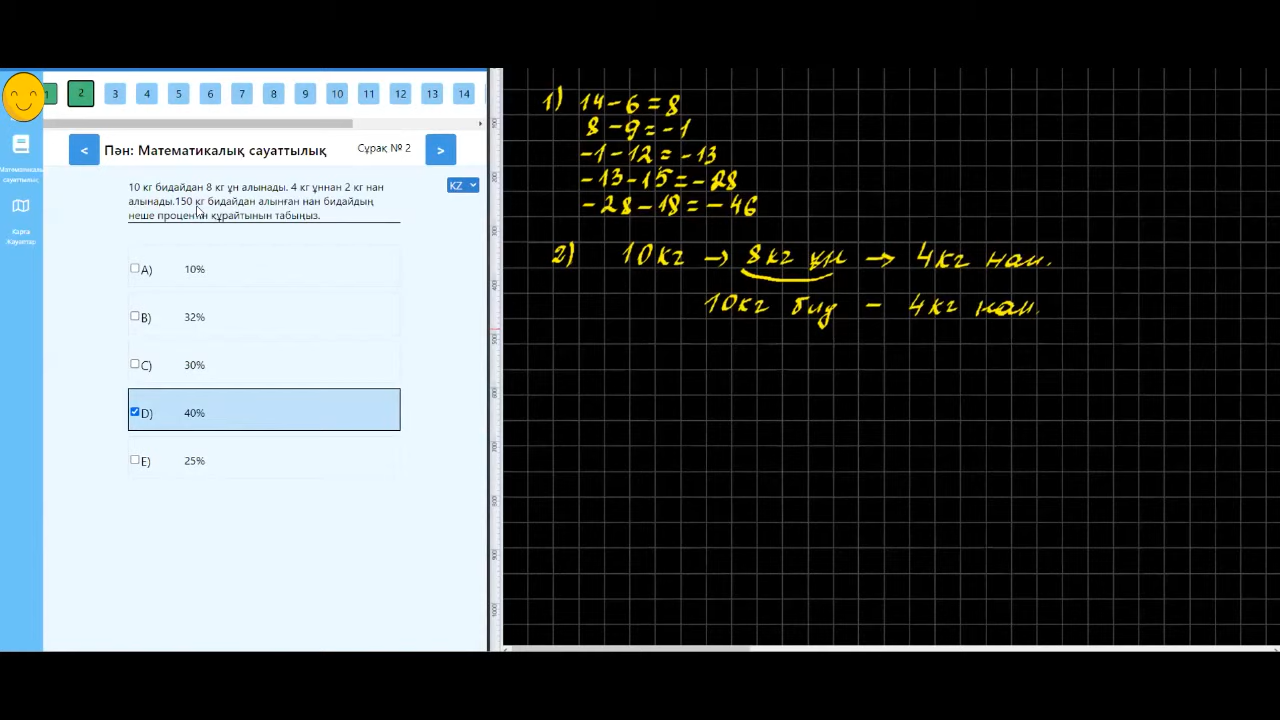 1 2 3 4 5 6 7 8 9 10 11 12 13 14
< Пән: Математикалық сауаттылық Сұрақ № 2 >
Математикалық
сауаттылық
Қарға
Жауаптар
KZ
10 кг бидайдан 8 кг ұн алынады. 4 кг ұннан 2 кг нан
алынады.150 кг бидайдан алынған нан бидайдың
неше процентін құрайтынын табыңыз.
A) 10%
B) 32%
C) 30%
D) 40%
E) 25%
1) 14-6=8
8-9=-1
-1-12=-13
-13-15=-28
-28-18=-46
2) 10кг → 8кг ұн → 4кг нан.
10кг бид - 4кг нан.